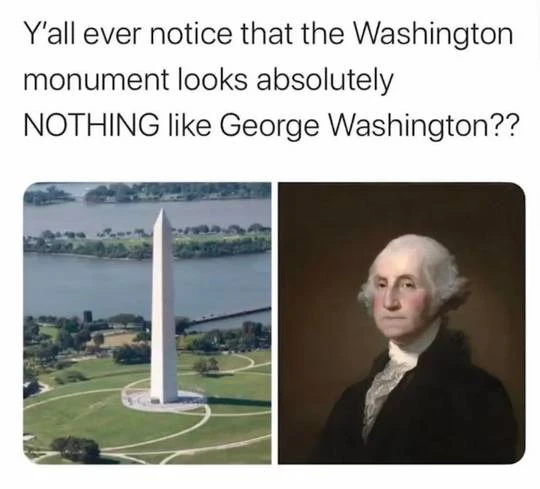 Y'all ever notice that the Washington
monument looks absolutely
NOTHING like George Washington??